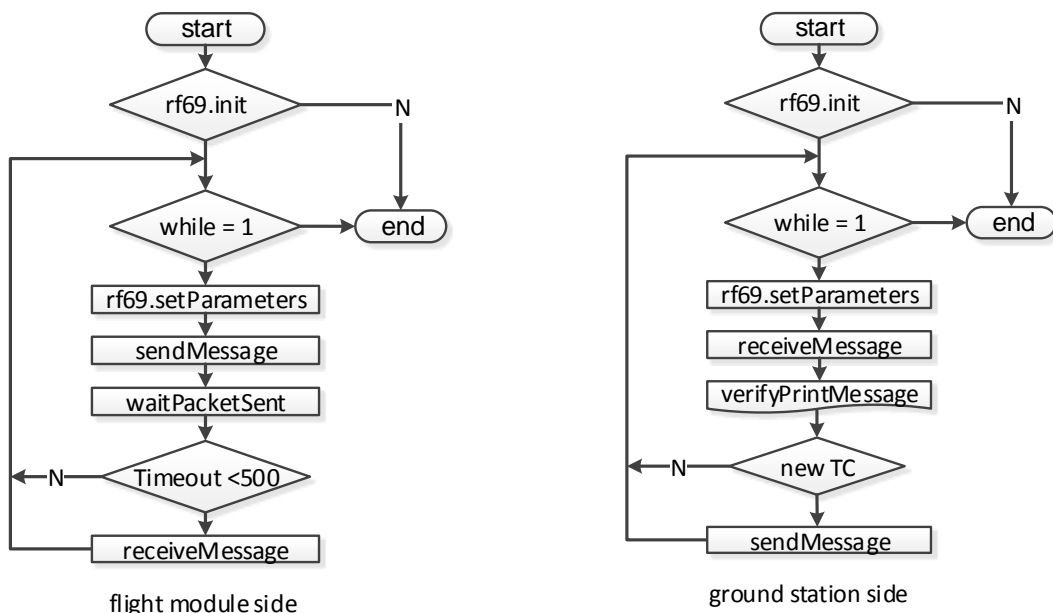 start
rf69.init
N
while = 1
end
rf69.setParameters
sendMessage
waitPacketSent
Timeout <500
N
receiveMessage
flight module side
start
rf69.init
N
while = 1
end
rf69.setParameters
receiveMessage
verifyPrintMessage
new TC
N
sendMessage
ground station side